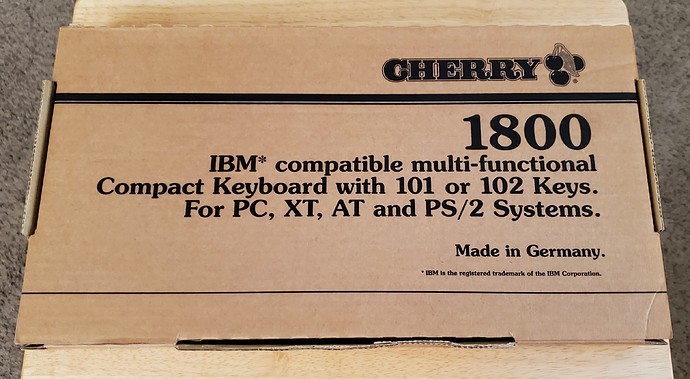 CHERRY
1800
IBM* compatible multi-functional
Compact Keyboard with 101 or 102 Keys.
For PC, XT, AT and PS/2 Systems.
Made in Germany.
* IBM is the registered trademark of the IBM Corporation.